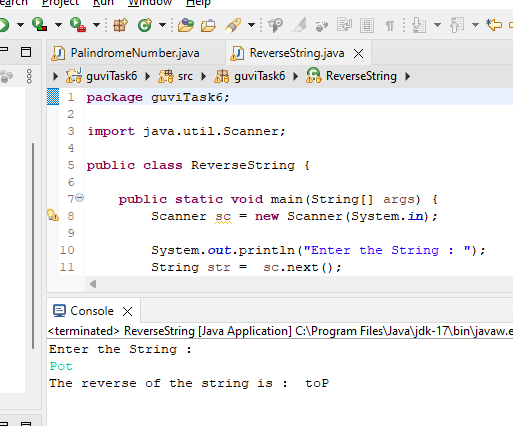 Project Run Window Help
PalindromeNumber.java ReverseString.java
guviTask6 src guviTask6 ReverseString
1 package guviTask6;
2
3 import java.util.Scanner;
4
5 public class ReverseString {
6
7 public static void main(String[] args) {
8 Scanner sc = new Scanner(System.in);
9
10 System.out.println("Enter the String : ");
11 String str =  sc.next();
Console
<terminated> ReverseString [Java Application] C:\Program Files\Java\jdk-17\bin\javaw.e
Enter the String :
Pot
The reverse of the string is :  toP